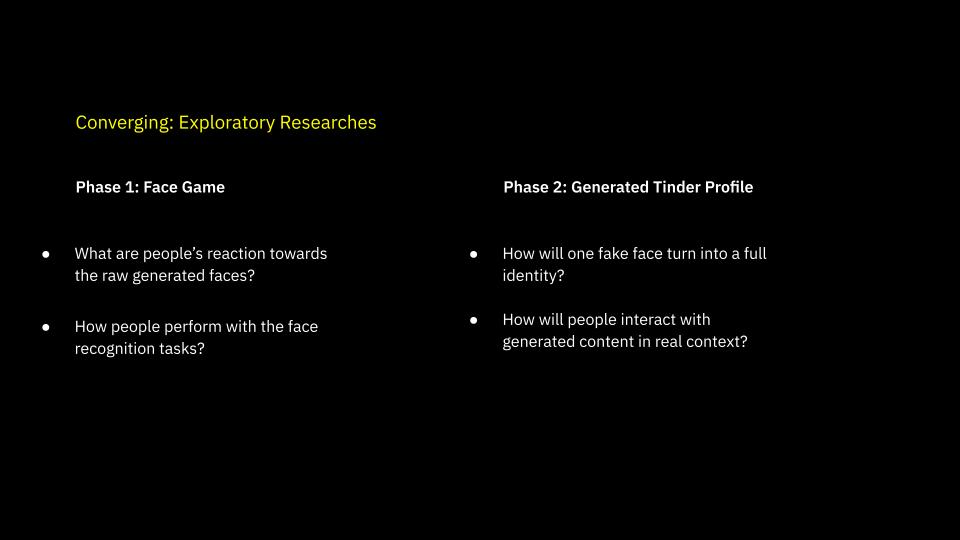 Converging: Exploratory Researches
Phase 1: Face Game
● What are people’s reaction towards
the raw generated faces?
● How people perform with the face
recognition tasks?
Phase 2: Generated Tinder Profile
● How will one fake face turn into a full
identity?
● How will people interact with
generated content in real context?